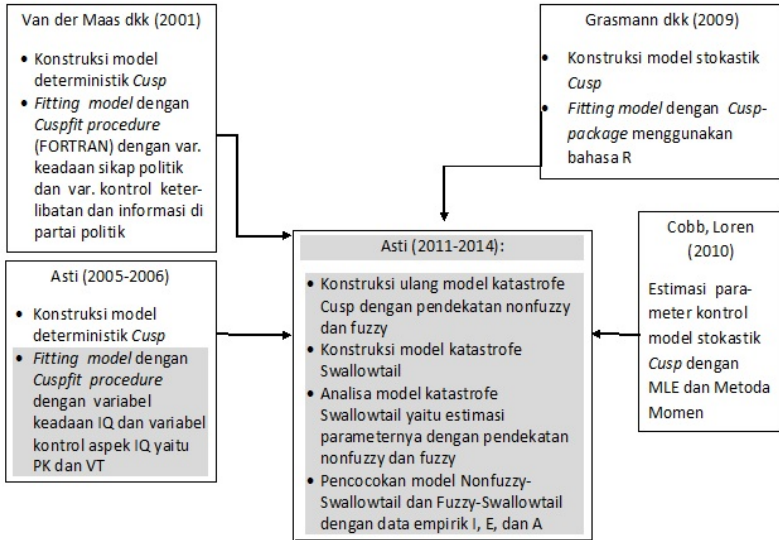 Van der Maas dkk (2001)
• Konstruksi model
deterministik Cusp
• Fitting model dengan
Cuspfit procedure
(FORTRAN) dengan var.
keadaan sikap politik
dan var. kontrol keter-
libatan dan informasi di
partai politik
Grasmann dkk (2009)
• Konstruksi model stokastik
Cusp
• Fitting model dengan Cusp-
package menggunakan
bahasa R
Asti (2005-2006)
• Konstruksi model
deterministik Cusp
• Fitting model dengan
Cuspfit procedure
dengan variabel
keadaan IQ dan variabel
kontrol aspek IQ yaitu
PK dan VT
Asti (2011-2014):
• Konstruksi ulang model katastrofe
Cusp dengan pendekatan nonfuzzy
dan fuzzy
• Konstruksi model katastrofe
Swallowtail
• Analisa model katastrofe
Swallowtail yaitu estimasi
parameternya dengan pendekatan
nonfuzzy dan fuzzy
• Pencocokan model Nonfuzzy-
Swallowtail dan Fuzzy-Swallowtail
dengan data empirik I, E, dan A
Cobb, Loren
(2010)
Estimasi para-
meter kontrol
model stokastik
Cusp dengan
MLE dan Metoda
Momen